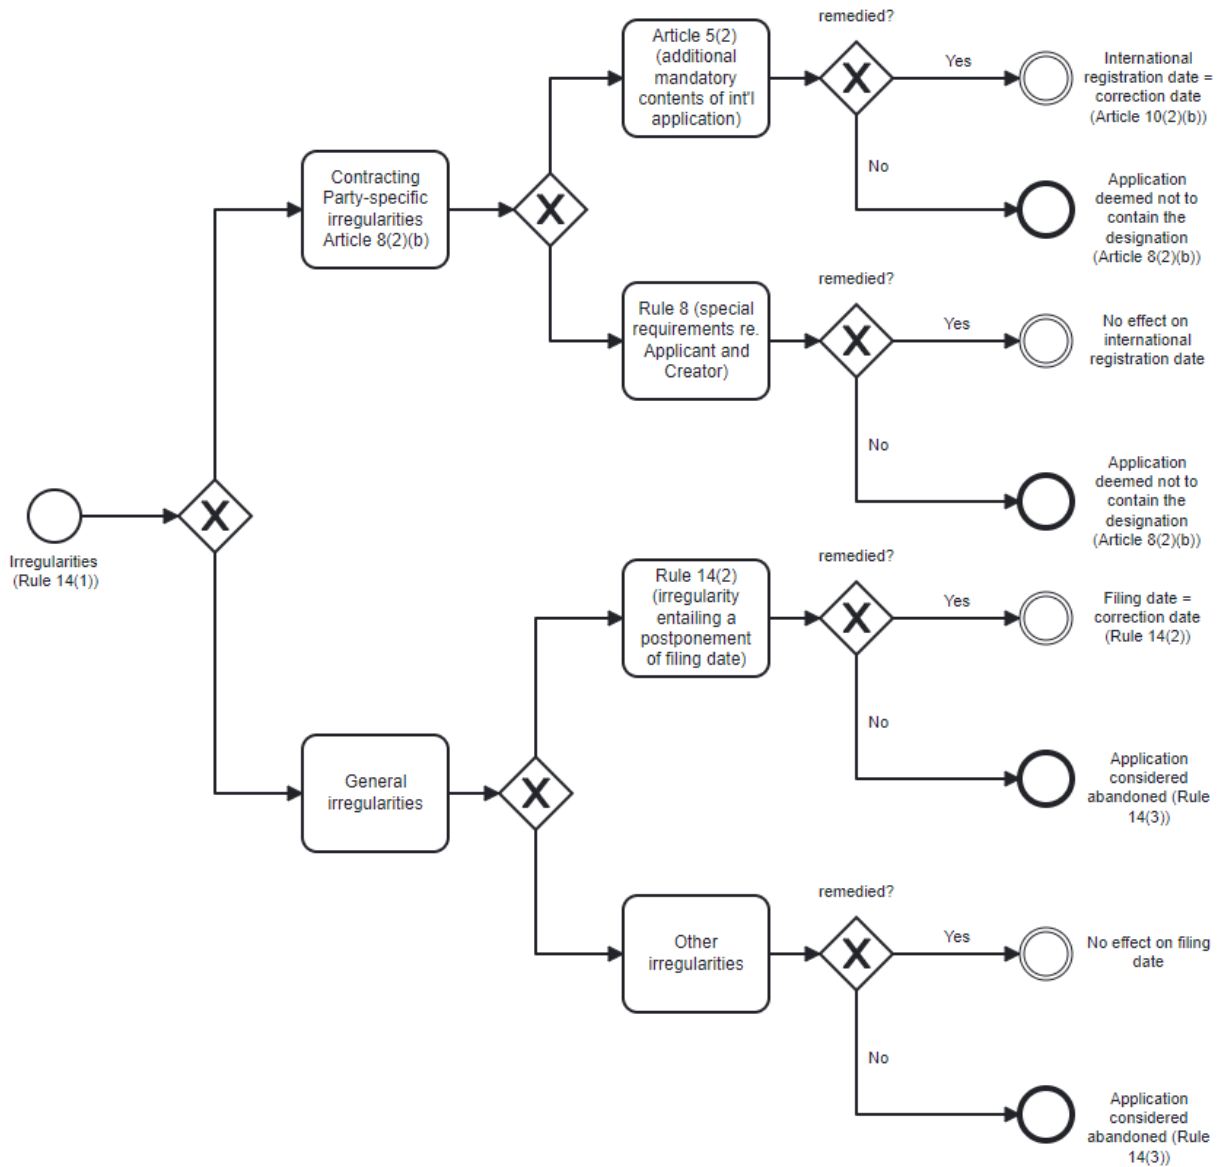 remedied?
Article 5(2)
(additional
mandatory
contents of int'l
application)
X
Yes
International
registration date =
correction date
(Article 10(2)(b))
No
Application
deemed not to
contain the
designation
(Article 8(2)(b))
Contracting
Party-specific
irregularities
Article 8(2)(b)
X
remedied?
Rule 8 (special
requirements re.
Applicant and
Creator)
X
Yes
No effect on
international
registration date
No
Application
deemed not to
contain the
designation
(Article 8(2)(b))
X
Irregularities
(Rule 14(1))
remedied?
Rule 14(2)
(irregularity
entailing a
postponement
of filing date)
X
Yes
Filing date =
correction date
(Rule 14(2))
No
Application
considered
abandoned (Rule
14(3))
General
irregularities
X
remedied?
Other
irregularities
X
Yes
No effect on filing
date
No
Application
considered
abandoned (Rule
14(3))